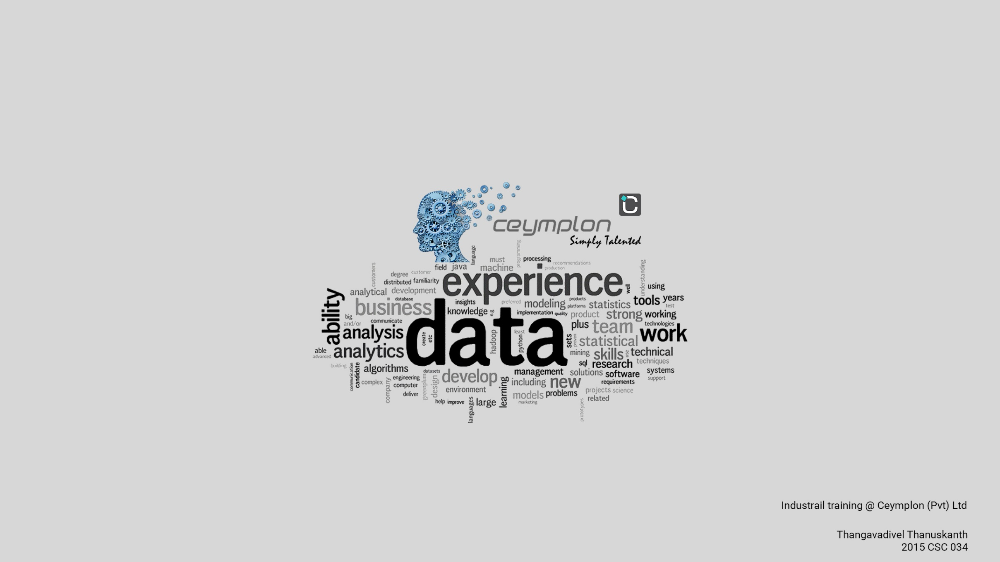 C
ceymplon
Simply Talented
language
programming
must
processing
field java
machine
recommendations
production
customers
degree customer
experience
understanding
distributed familiarity
well
using
analytical development
ability
database
insights
preferred modeling
products
platforms
statistics
tools years
test
business
knowledge e.g
implementation quality
product strong working
big
and/or
communicate
data
plus team
technologies
analysis
create
etc
hadoop
least
python
sets
proven
statistical
work
able
advanced
analytics
mining skills use technical
building
communication
candidate
algorithms
sql research techniques
datasets
develop
management solutions software systems
support
complex
company
engineering
computer
deliver
greenplum
design
environment
learning
including new
requirements
models problems
projects science
related
help improve
languages
large
marketing
prototypes
Industrail training @ Ceymplon (Pvt) Ltd
Thangavadivel Thanuskanth
2015 CSC 034